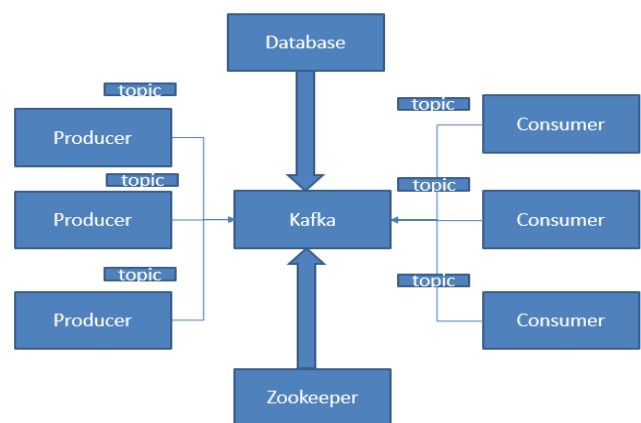 Database
topic
topic
Producer
Consumer
topic
topic
Producer
Kafka
Consumer
topic
topic
Producer
Consumer
Zookeeper